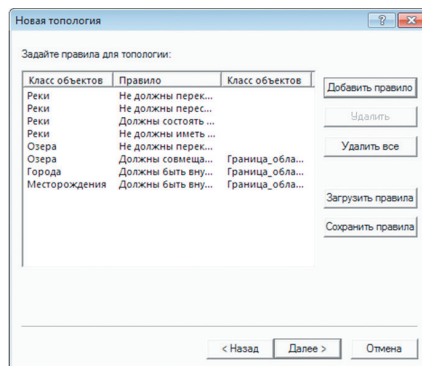 Новая топология
Задайте правила для топологии:
Класс объектов Правило Класс объектов
Реки Не должны перек...
Реки Не должны перес...
Реки Должны состоять ...
Реки Не должны иметь ...
Озера Не должны перек...
Озера Должны совмеща... Граница_обла...
Города Должны быть вну... Граница_обла...
Месторождения Должны быть вну... Граница_обла...
Добавить правило
Удалить
Удалить все
Загрузить правила
Сохранить правила
< Назад Далее > Отмена